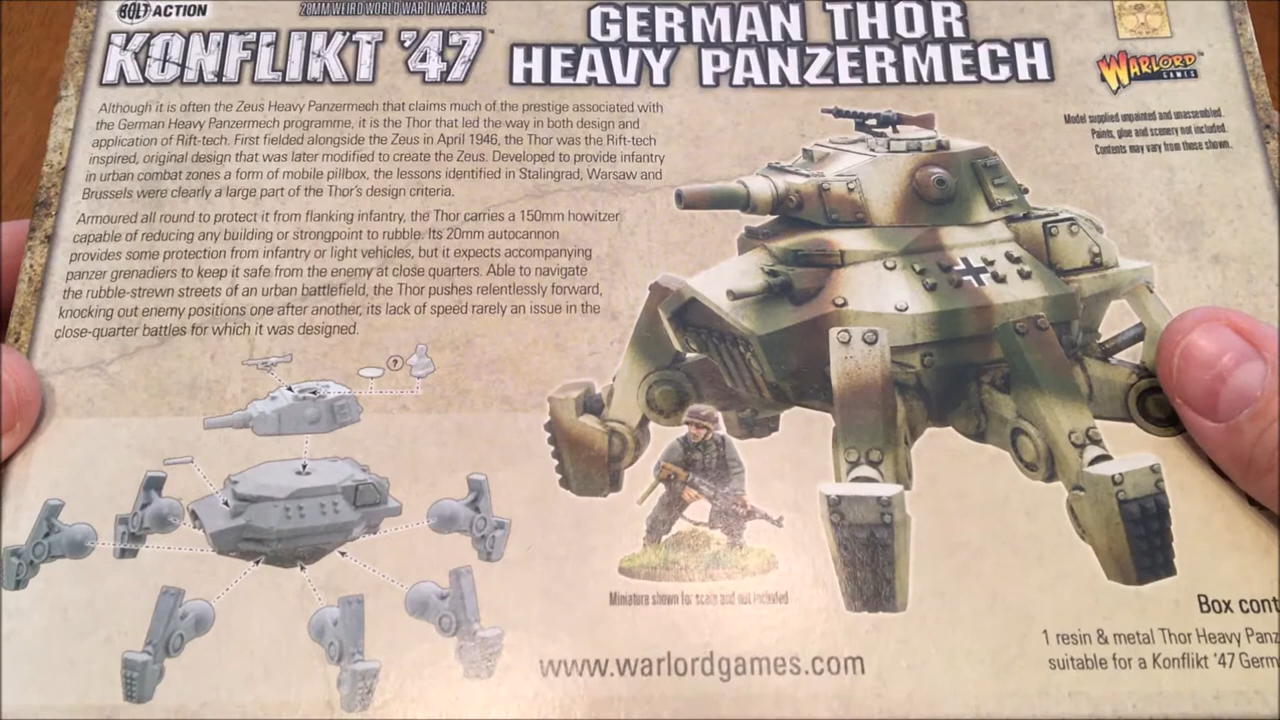 BOLT ACTION
28MM WEIRD WORLD WAR II WARGAME
KONFLIKT '47
GERMAN THOR
HEAVY PANZERMECH
WARLORD
GAMES
Model supplied unpainted and unassembled.
Paints, glue and scenery not included.
Contents may vary from those shown.
Although it is often the Zeus Heavy Panzermech that claims much of the prestige associated with
the German Heavy Panzermech programme, it is the Thor that led the way in both design and
application of Rift-tech. First fielded alongside the Zeus in April 1946, the Thor was the Rift-tech
inspired, original design that was later modified to create the Zeus. Developed to provide infantry
in urban combat zones a form of mobile pillbox, the lessons identified in Stalingrad, Warsaw and
Brussels were clearly a large part of the Thor's design criteria.
Armoured all round to protect it from flanking infantry, the Thor carries a 150mm howitzer
capable of reducing any building or strongpoint to rubble. Its 20mm autocannon
provides some protection from infantry or light vehicles, but it expects accompanying
panzer grenadiers to keep it safe from the enemy at close quarters. Able to navigate
the rubble-strewn streets of an urban battlefield, the Thor pushes relentlessly forward,
knocking out enemy positions one after another, its lack of speed rarely an issue in the
close-quarter battles for which it was designed.
?
Miniature shown for scale and not included
www.warlordgames.com
Box cont
1 resin & metal Thor Heavy Panz
suitable for a Konflikt '47 Germ